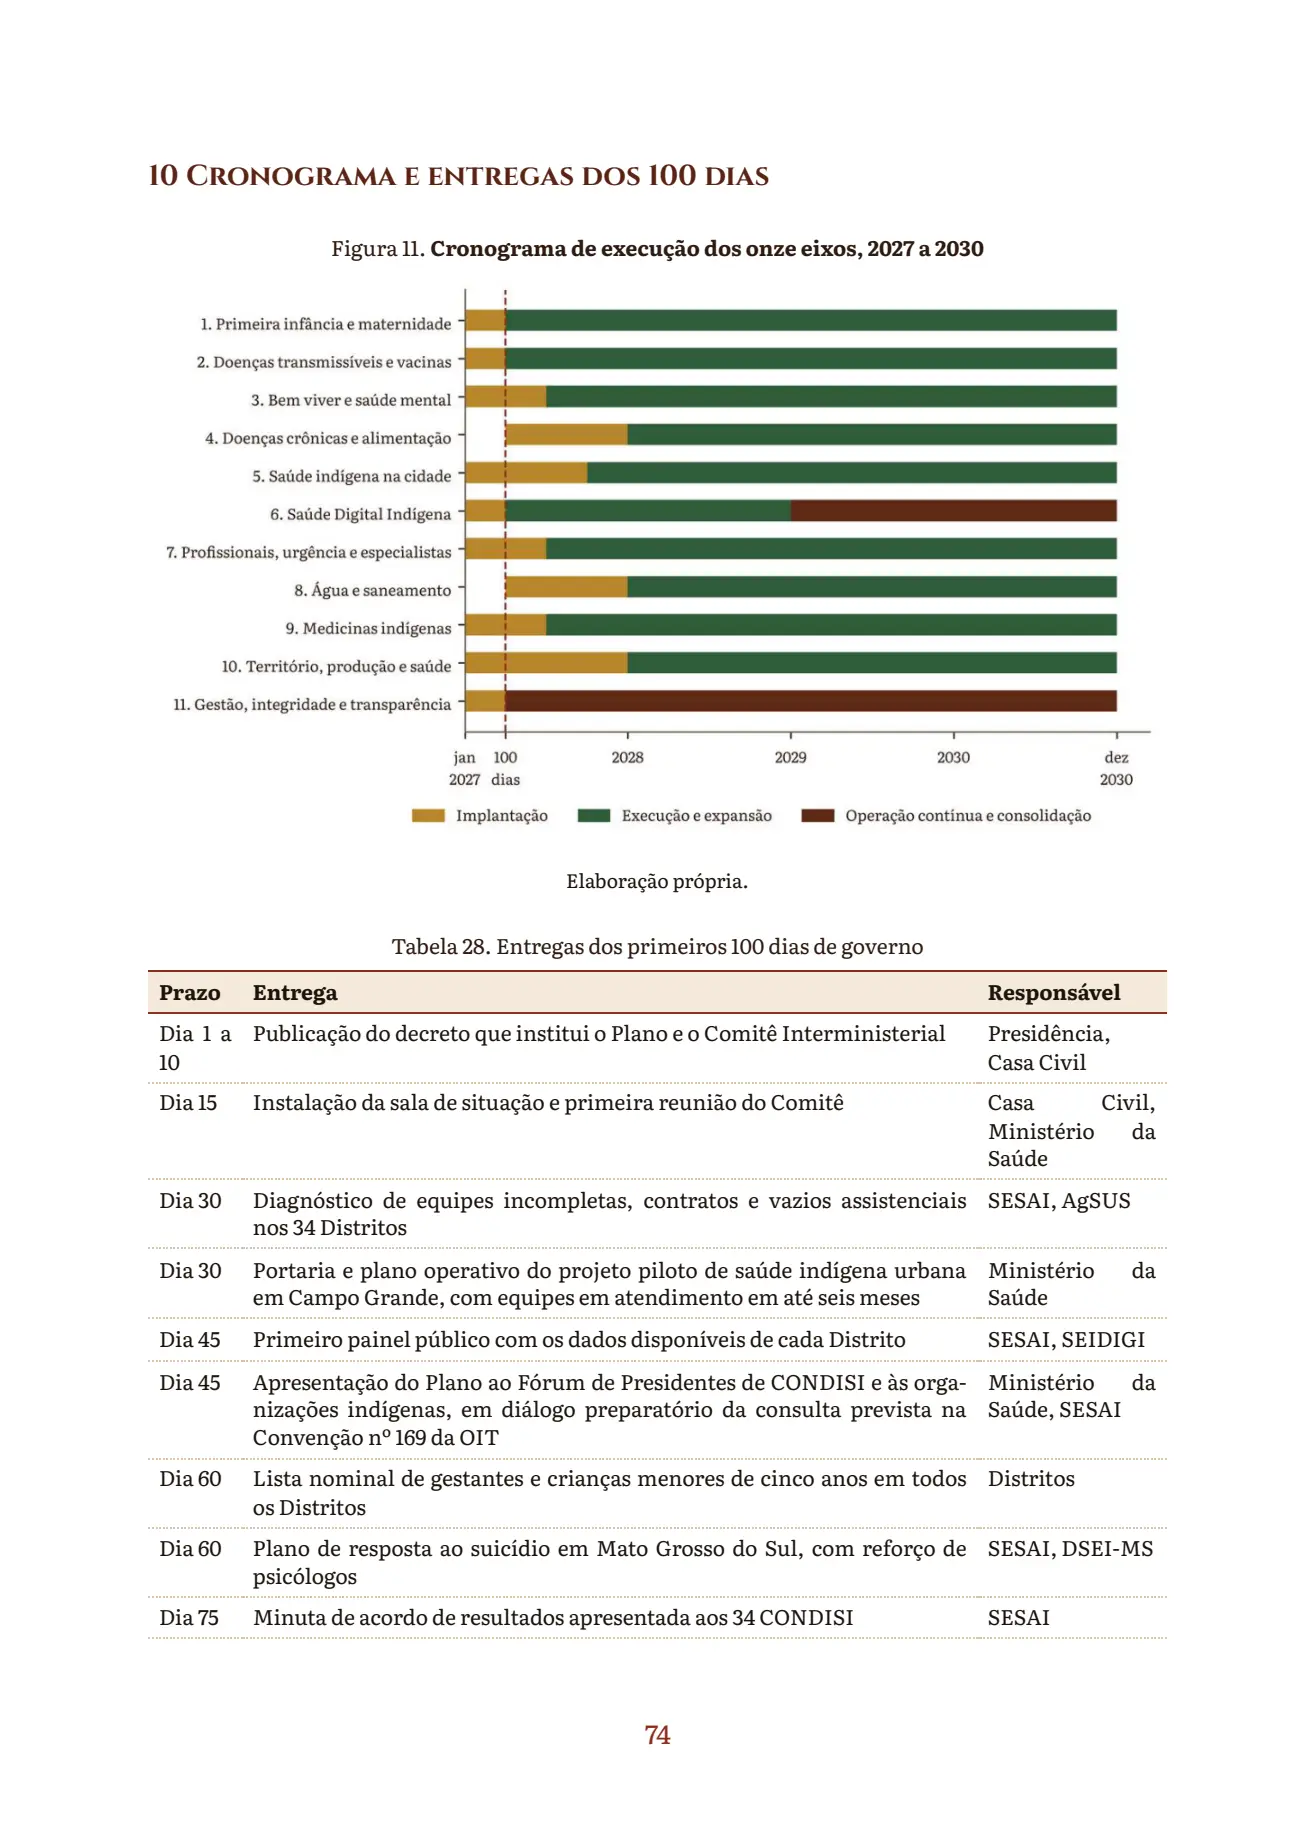 10 Cronograma e entregas dos 100 dias
Figura 11. Cronograma de execução dos onze eixos, 2027 a 2030
1. Primeira infância e maternidade
2. Doenças transmissíveis e vacinas
3. Bem viver e saúde mental
4. Doenças crônicas e alimentação
5. Saúde indígena na cidade
6. Saúde Digital Indígena
7. Profissionais, urgência e especialistas
8. Água e saneamento
9. Medicinas indígenas
10. Território, produção e saúde
11. Gestão, integridade e transparência
jan 100 2028 2029 2030 dez
2027 dias 2030
Implantação Execução e expansão Operação contínua e consolidação
Elaboração própria.
Tabela 28. Entregas dos primeiros 100 dias de governo
Prazo Entrega Responsável
Dia 1 a Publicação do decreto que institui o Plano e o Comitê Interministerial Presidência,
10 Casa Civil
Dia 15 Instalação da sala de situação e primeira reunião do Comitê Casa Civil,
Ministério da
Saúde
Dia 30 Diagnóstico de equipes incompletas, contratos e vazios assistenciais SESAI, AgSUS
nos 34 Distritos
Dia 30 Portaria e plano operativo do projeto piloto de saúde indígena urbana Ministério da
em Campo Grande, com equipes em atendimento em até seis meses Saúde
Dia 45 Primeiro painel público com os dados disponíveis de cada Distrito SESAI, SEIDIGI
Dia 45 Apresentação do Plano ao Fórum de Presidentes de CONDISI e às orga- Ministério da
nizações indígenas, em diálogo preparatório da consulta prevista na Saúde, SESAI
Convenção nº 169 da OIT
Dia 60 Lista nominal de gestantes e crianças menores de cinco anos em todos Distritos
os Distritos
Dia 60 Plano de resposta ao suicídio em Mato Grosso do Sul, com reforço de SESAI, DSEI-MS
psicólogos
Dia 75 Minuta de acordo de resultados apresentada aos 34 CONDISI SESAI
74